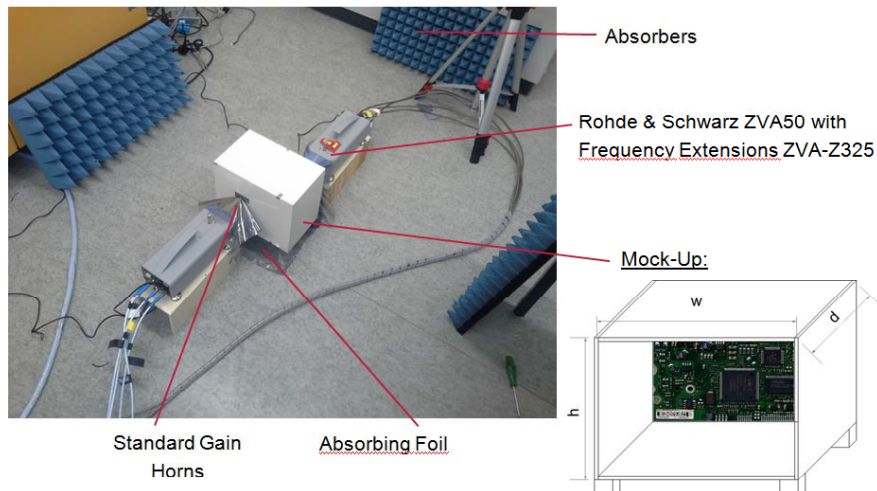 Absorbers
Rohde & Schwarz ZVA50 with
Frequency Extensions ZVA-Z325
Mock-Up:
w
d
h
Standard Gain
Horns
Absorbing Foil